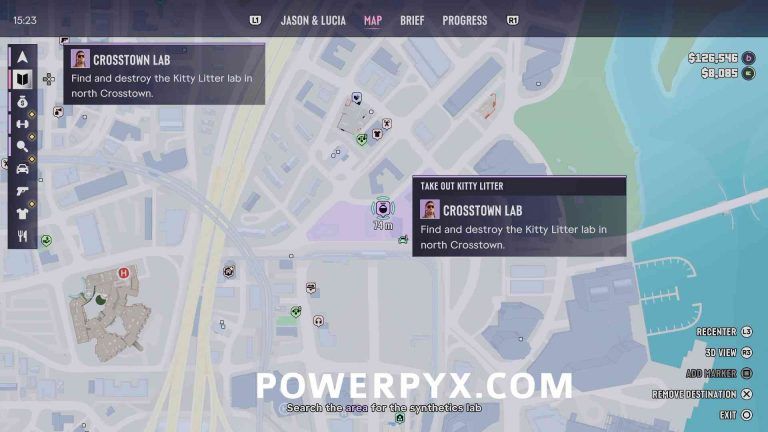 15:23
L1 JASON & LUCIA MAP BRIEF PROGRESS R1
CROSSTOWN LAB
Find and destroy the Kitty Litter lab in
north Crosstown.
$126,546
$8,085
TAKE OUT KITTY LITTER
CROSSTOWN LAB
Find and destroy the Kitty Litter lab in
north Crosstown.
74 m
H
RECENTER L3
3D VIEW R3
ADD MARKER
REMOVE DESTINATION
EXIT
POWERPYX.COM
Search the area for the synthetics lab